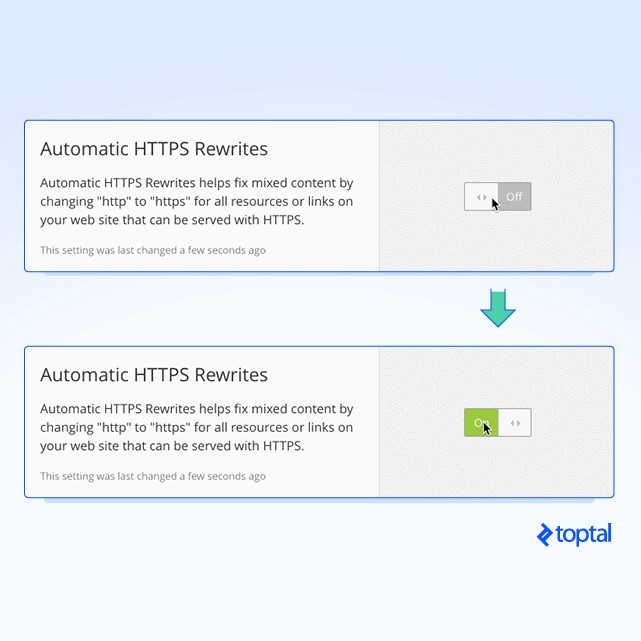 Automatic HTTPS Rewrites
Automatic HTTPS Rewrites helps fix mixed content by
changing "http" to "https" for all resources or links on
your web site that can be served with HTTPS.
This setting was last changed a few seconds ago
Off
Automatic HTTPS Rewrites
Automatic HTTPS Rewrites helps fix mixed content by
changing "http" to "https" for all resources or links on
your web site that can be served with HTTPS.
This setting was last changed a few seconds ago
On
toptal